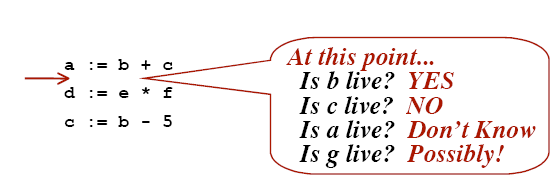 a := b + c
d := e * f
c := b - 5
At this point...
Is b live? YES
Is c live? NO
Is a live? Don't Know
Is g live? Possibly!